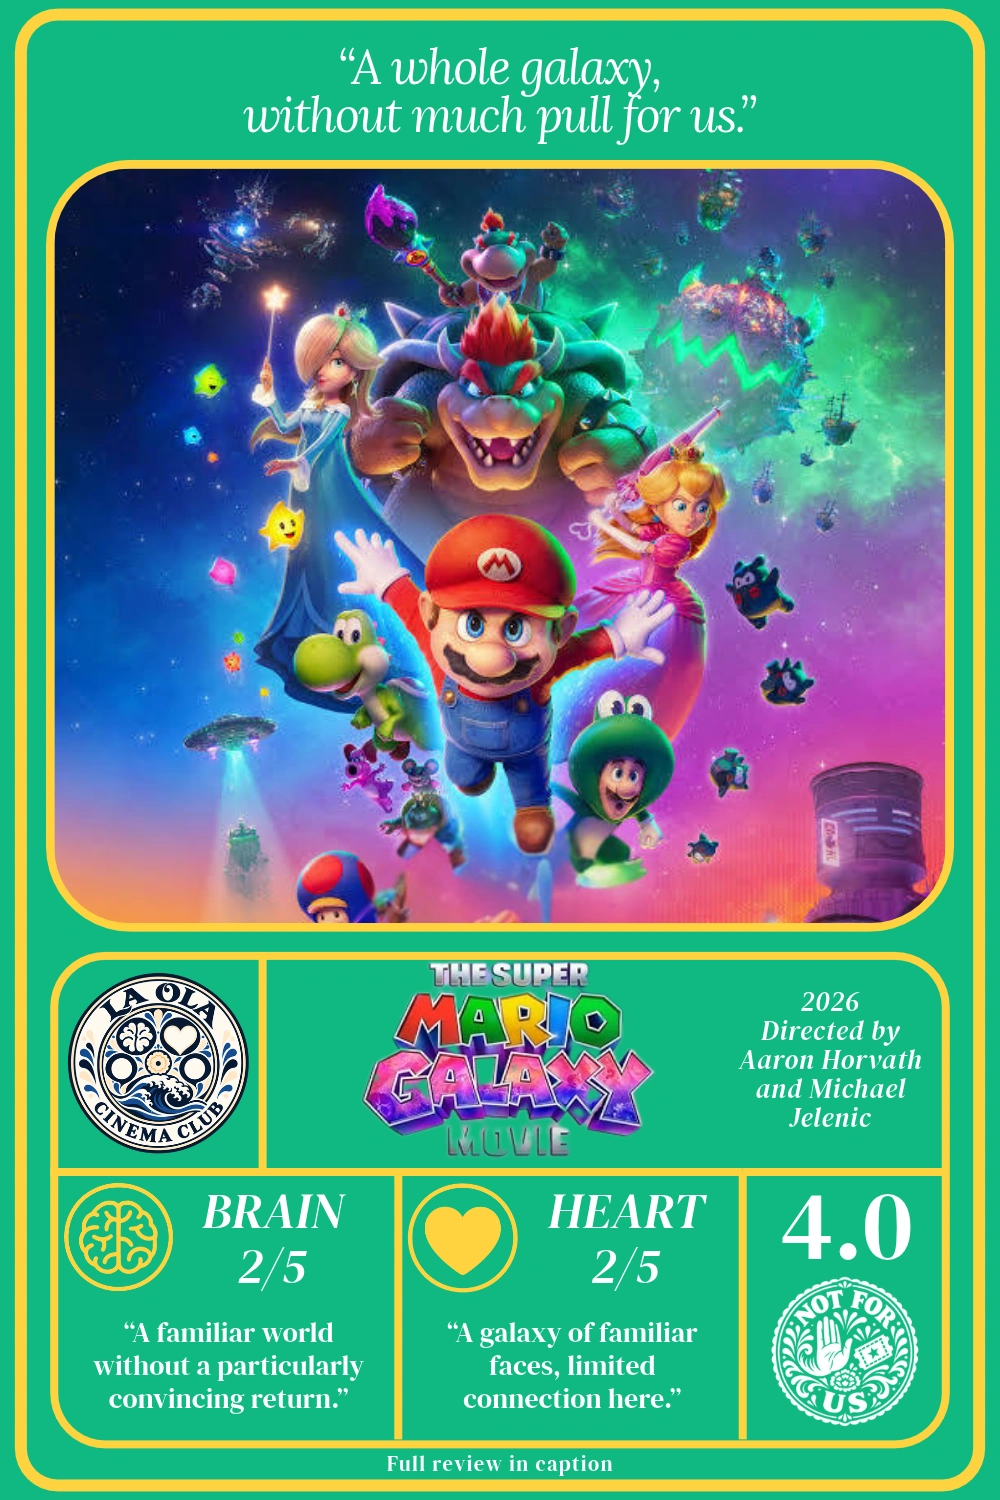 “A whole galaxy,
without much pull for us.”
M
LA OLA
CINEMA CLUB
THE SUPER
MARIO
GALAXY
MOVIE
2026
Directed by
Aaron Horvath
and Michael
Jelenic
BRAIN
2/5
“A familiar world
without a particularly
convincing return.”
HEART
2/5
“A galaxy of familiar
faces, limited
connection here.”
4.0
NOT FOR
US
Full review in caption